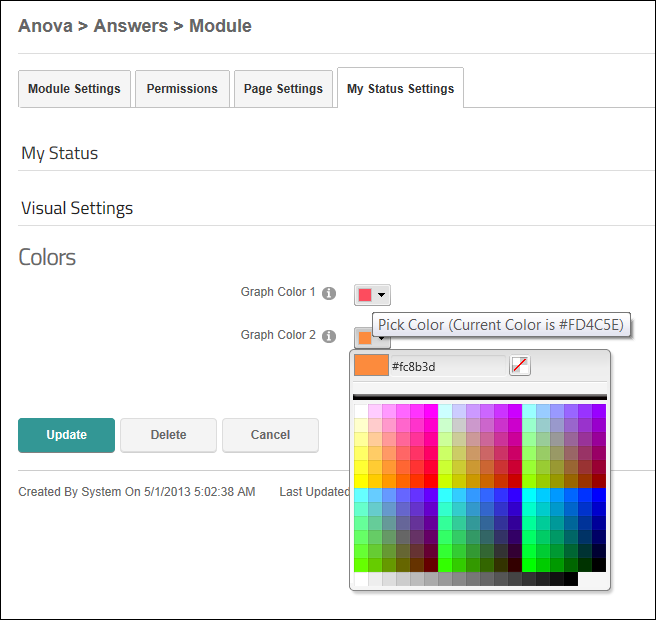 Anova > Answers > Module
Module Settings Permissions Page Settings My Status Settings
My Status
Visual Settings
Colors
Graph Color 1
Pick Color (Current Color is #FD4C5E)
Graph Color 2
#fc8b3d
Update Delete Cancel
Created By System On 5/1/2013 5:02:38 AM Last Updated